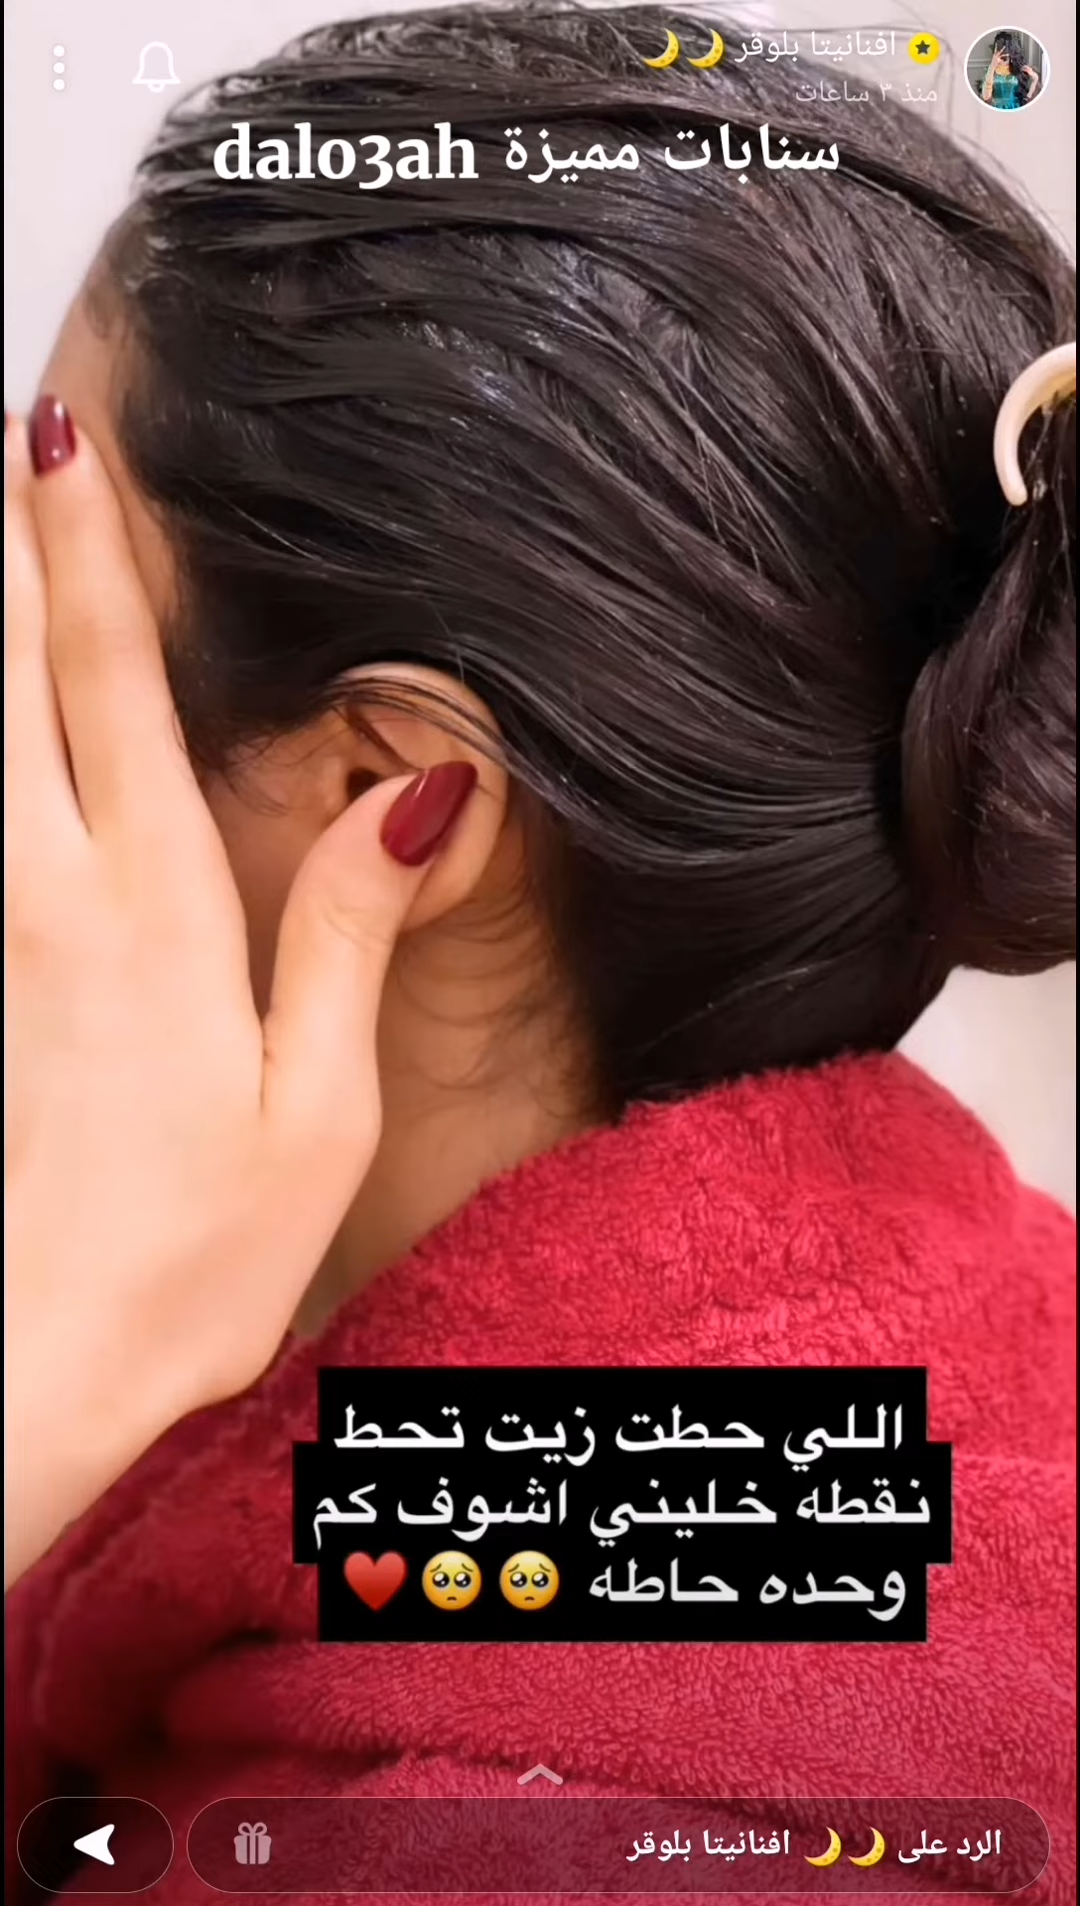 افنانيتا بلوقر 🌙🌙
منذ ٣ ساعات
سنابات مميزة dalo3ah
اللي حطت زيت تحط
نقطه خليني اشوف كم
وحده حاطه 🥺🥺❤️
الرد على 🌙🌙 افنانيتا بلوقر